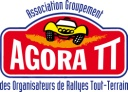 Association Groupement
AGORA TT
des Organisateurs de Rallyes Tout-Terrain